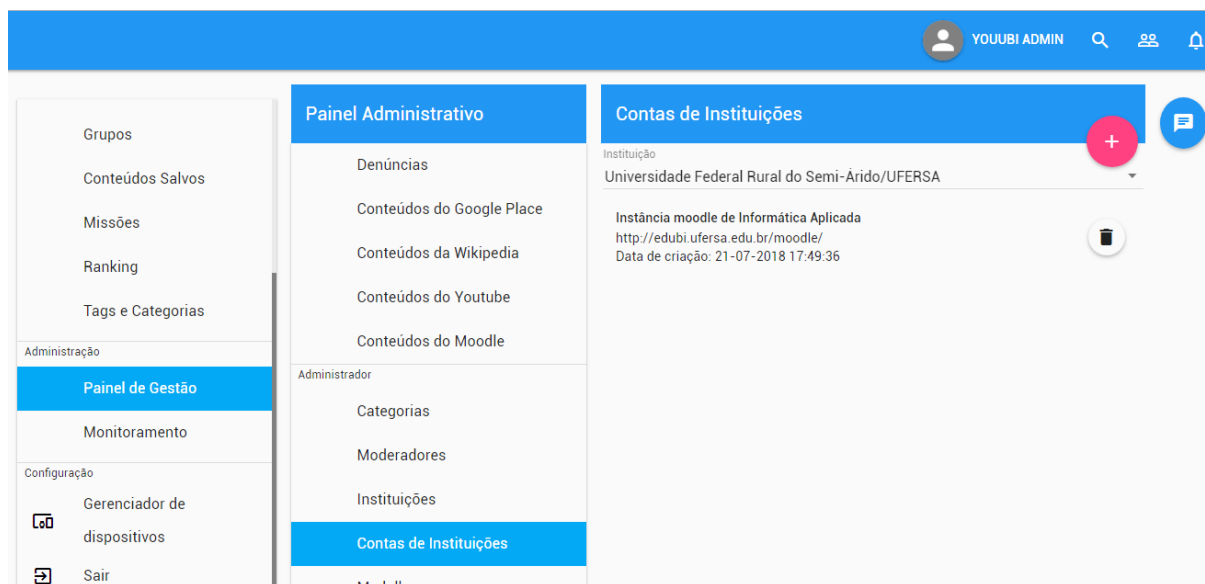 YOUUBI ADMIN
Grupos
Conteúdos Salvos
Missões
Ranking
Tags e Categorias
Administração
Painel de Gestão
Monitoramento
Configuração
Gerenciador de
dispositivos
Sair
Painel Administrativo
Denúncias
Conteúdos do Google Place
Conteúdos da Wikipedia
Conteúdos do Youtube
Conteúdos do Moodle
Administrador
Categorias
Moderadores
Instituições
Contas de Instituições
Contas de Instituições
Instituição
Universidade Federal Rural do Semi-Árido/UFERSA
Instância moodle de Informática Aplicada
http://edubi.ufersa.edu.br/moodle/
Data de criação: 21-07-2018 17:49:36